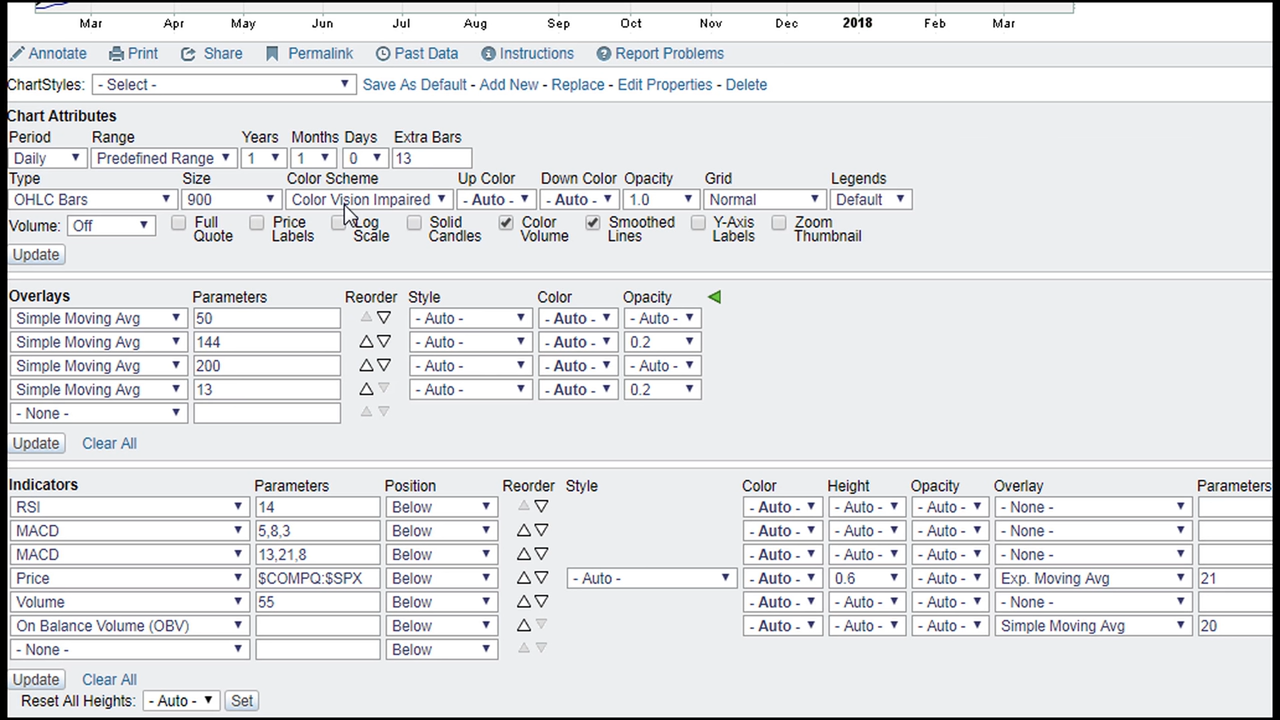 Mar Apr May Jun Jul Aug Sep Oct Nov Dec 2018 Feb Mar
Annotate Print Share Permalink Past Data Instructions Report Problems
ChartStyles: - Select - Save As Default - Add New - Replace - Edit Properties - Delete
Chart Attributes
Period Range Years Months Days Extra Bars
Daily Predefined Range 1 1 0 13
Type Size Color Scheme Up Color Down Color Opacity Grid Legends
OHLC Bars 900 Color Vision Impaired - Auto - - Auto - 1.0 Normal Default
Volume: Off Full Quote Price Labels Log Scale Solid Candles Color Volume Smoothed Lines Y-Axis Labels Zoom Thumbnail
Update
Overlays Parameters Reorder Style Color Opacity
Simple Moving Avg 50 - Auto - - Auto - - Auto -
Simple Moving Avg 144 - Auto - - Auto - 0.2
Simple Moving Avg 200 - Auto - - Auto - - Auto -
Simple Moving Avg 13 - Auto - - Auto - 0.2
- None -
Update Clear All
Indicators Parameters Position Reorder Style Color Height Opacity Overlay Parameters
RSI 14 Below - Auto - - Auto - - Auto - - None -
MACD 5,8,3 Below - Auto - - Auto - - Auto - - None -
MACD 13,21,8 Below - Auto - - Auto - - Auto - - None -
Price $COMPQ:$SPX Below - Auto - - Auto - 0.6 - Auto - Exp. Moving Avg 21
Volume 55 Below - Auto - - Auto - - Auto - - None -
On Balance Volume (OBV) Below - Auto - - Auto - - Auto - Simple Moving Avg 20
- None - Below
Update Clear All
Reset All Heights: - Auto - Set